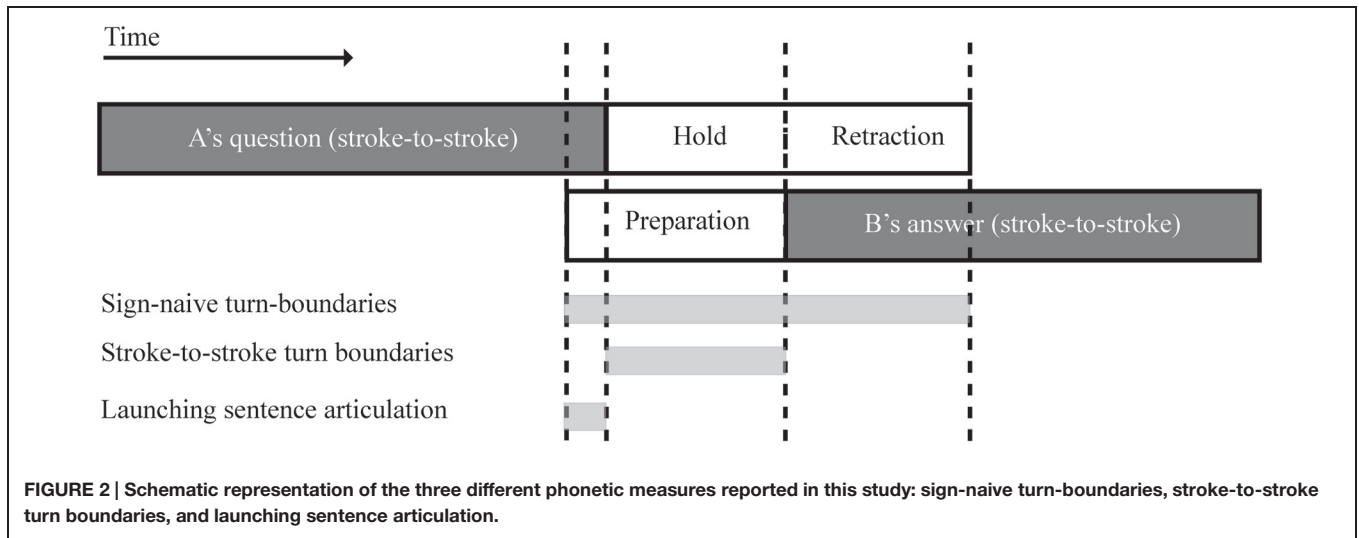 Time
A's question (stroke-to-stroke)
Hold
Retraction
Preparation
B's answer (stroke-to-stroke)
Sign-naive turn-boundaries
Stroke-to-stroke turn boundaries
Launching sentence articulation
FIGURE 2 | Schematic representation of the three different phonetic measures reported in this study: sign-naive turn-boundaries, stroke-to-stroke
turn boundaries, and launching sentence articulation.